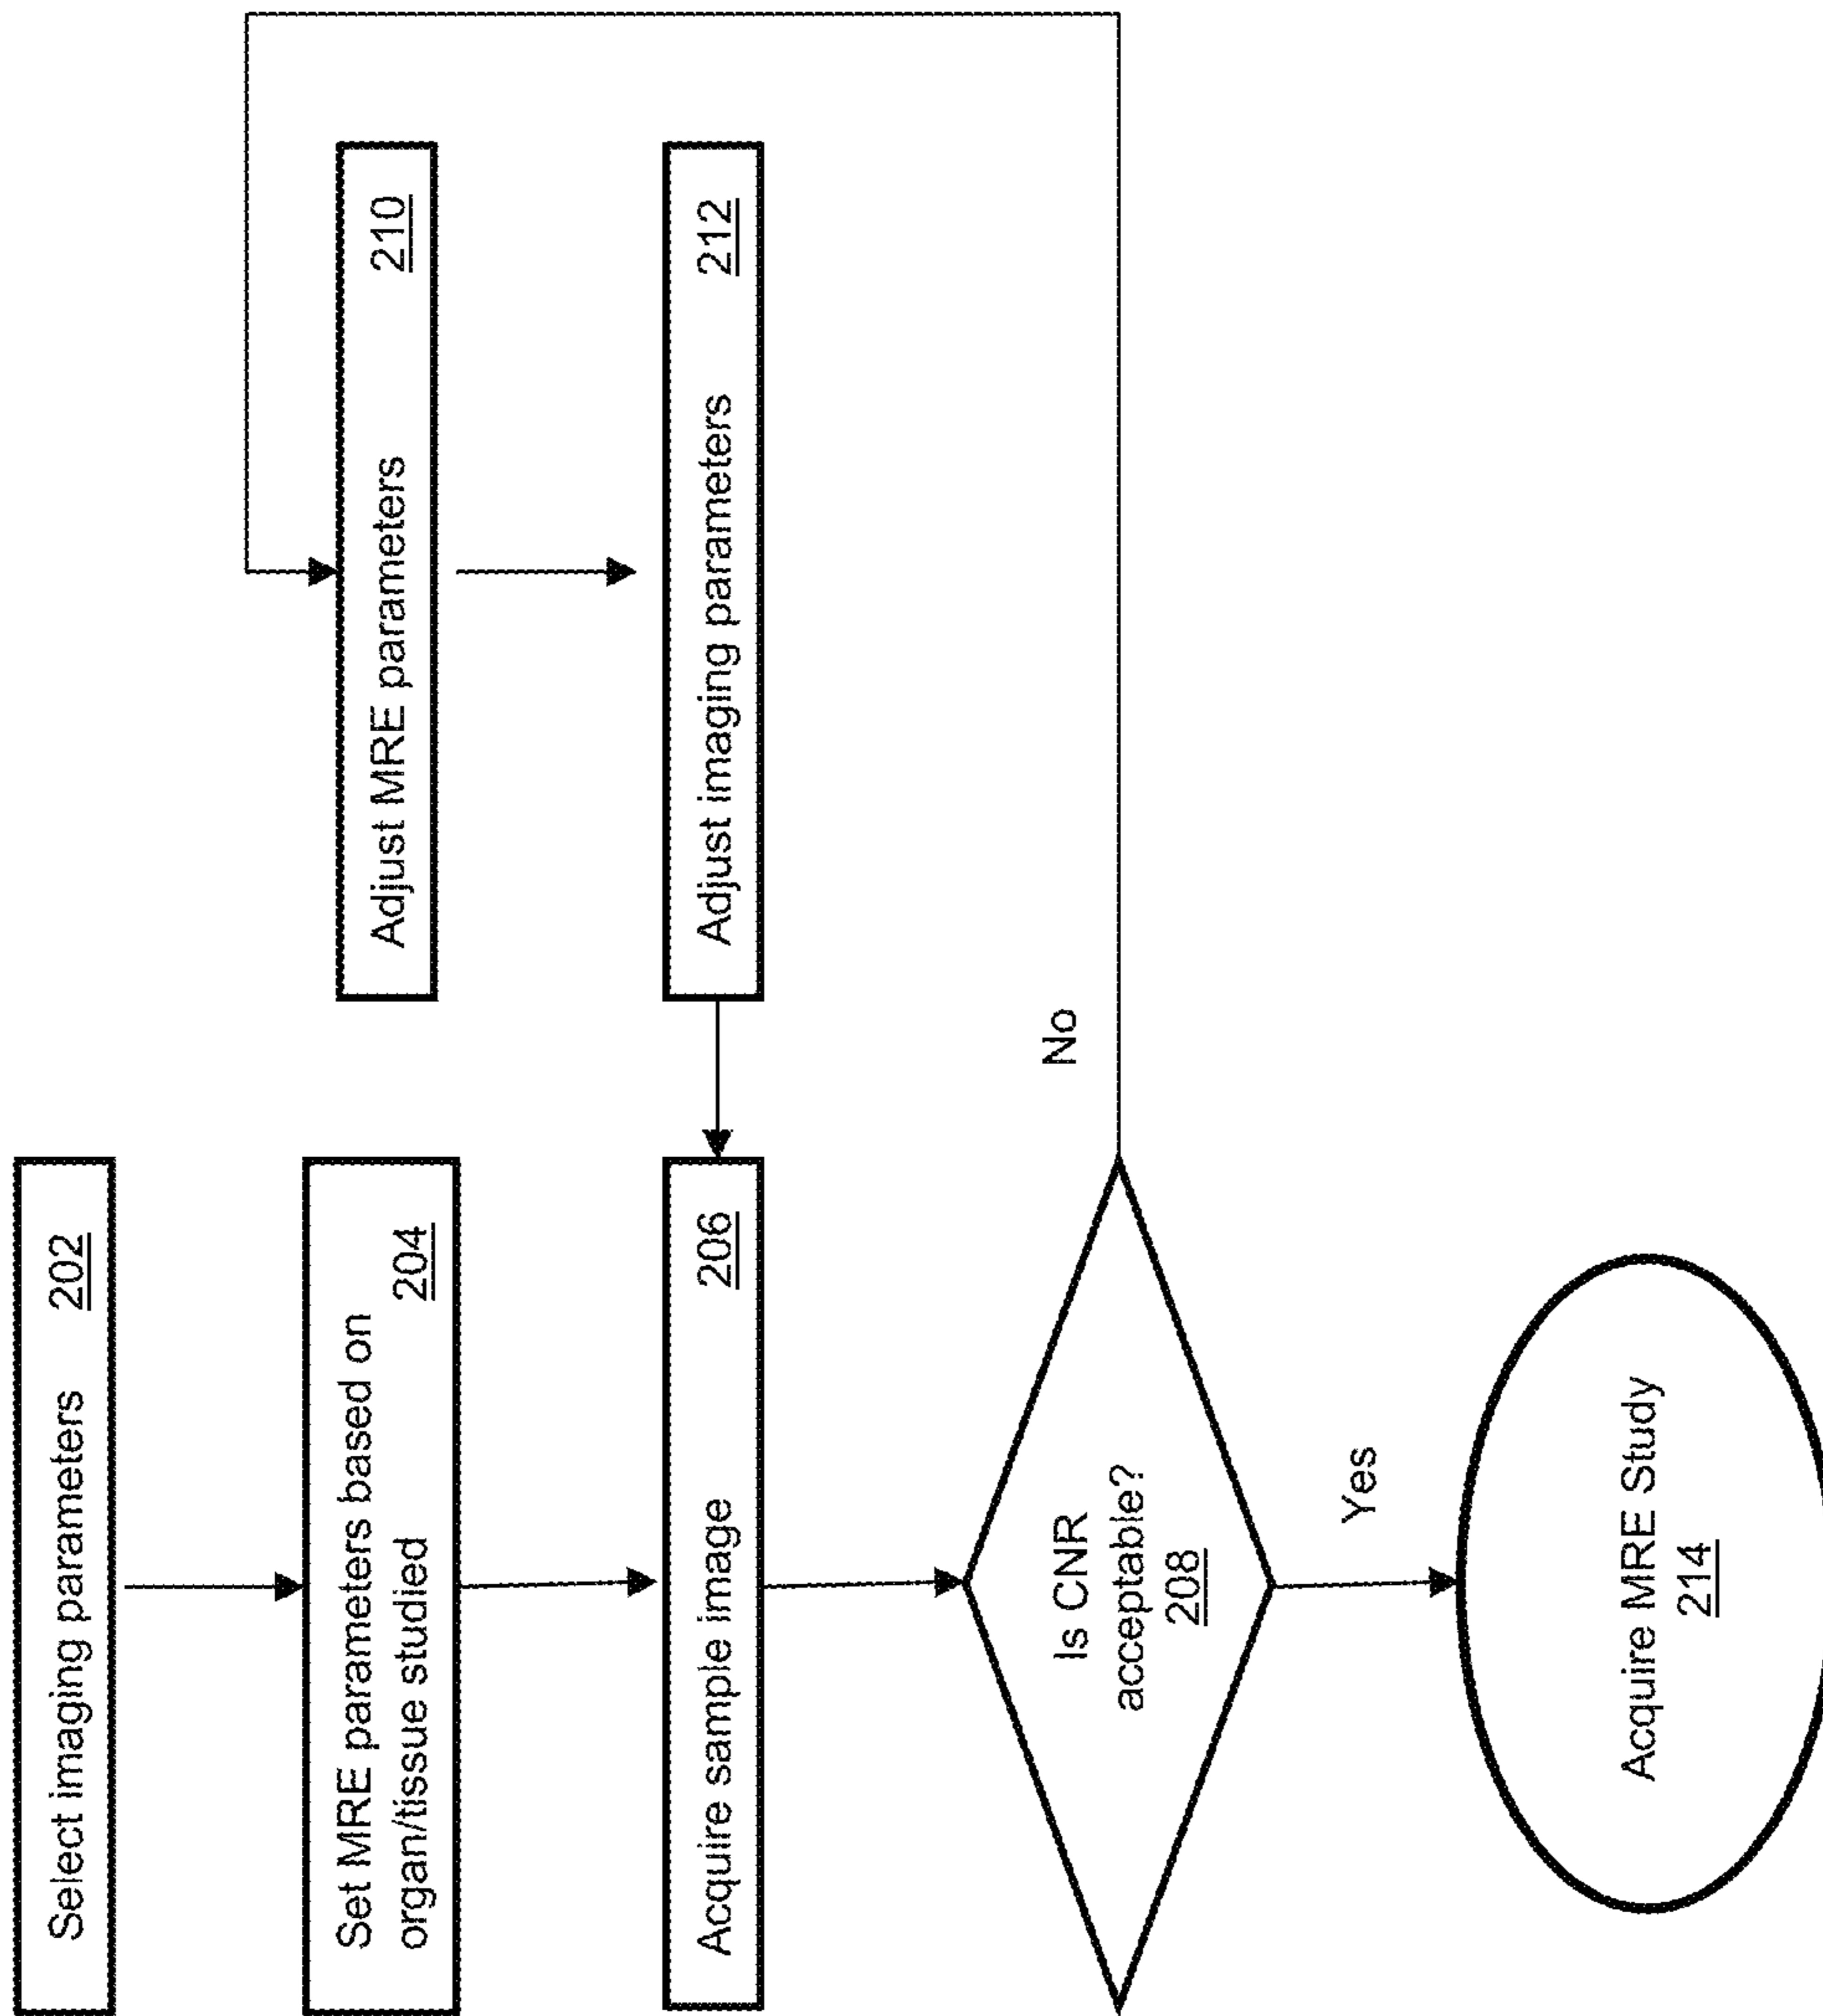 Select imaging parameters 202
Set MRE parameters based on
organ/tissue studied 204
Acquire sample image 206
Is CNR
acceptable?
208
No
Yes
Adjust MRE parameters 210
Adjust imaging parameters 212
Acquire MRE Study
214